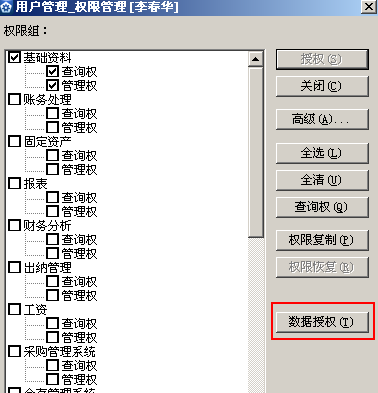 用户管理_权限管理 [李春华]
权限组：
基础资料
查询权
管理权
账务处理
查询权
管理权
固定资产
查询权
管理权
报表
查询权
管理权
财务分析
查询权
管理权
出纳管理
查询权
管理权
工资
查询权
管理权
采购管理系统
查询权
管理权
授权(S)
关闭(C)
高级(A)...
全选(L)
全清(U)
查询权(Q)
权限复制(P)
权限恢复(R)
数据授权(T)